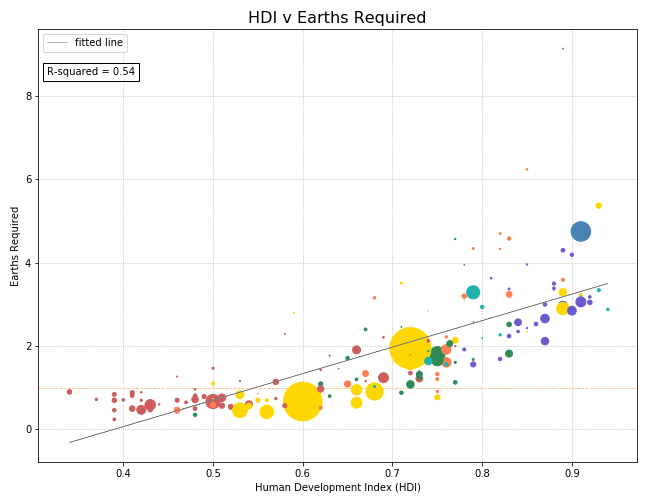 HDI v Earths Required
fitted line
R-squared = 0.54
8
6
4
2
0
Earths Required
0.4 0.5 0.6 0.7 0.8 0.9
Human Development Index (HDI)